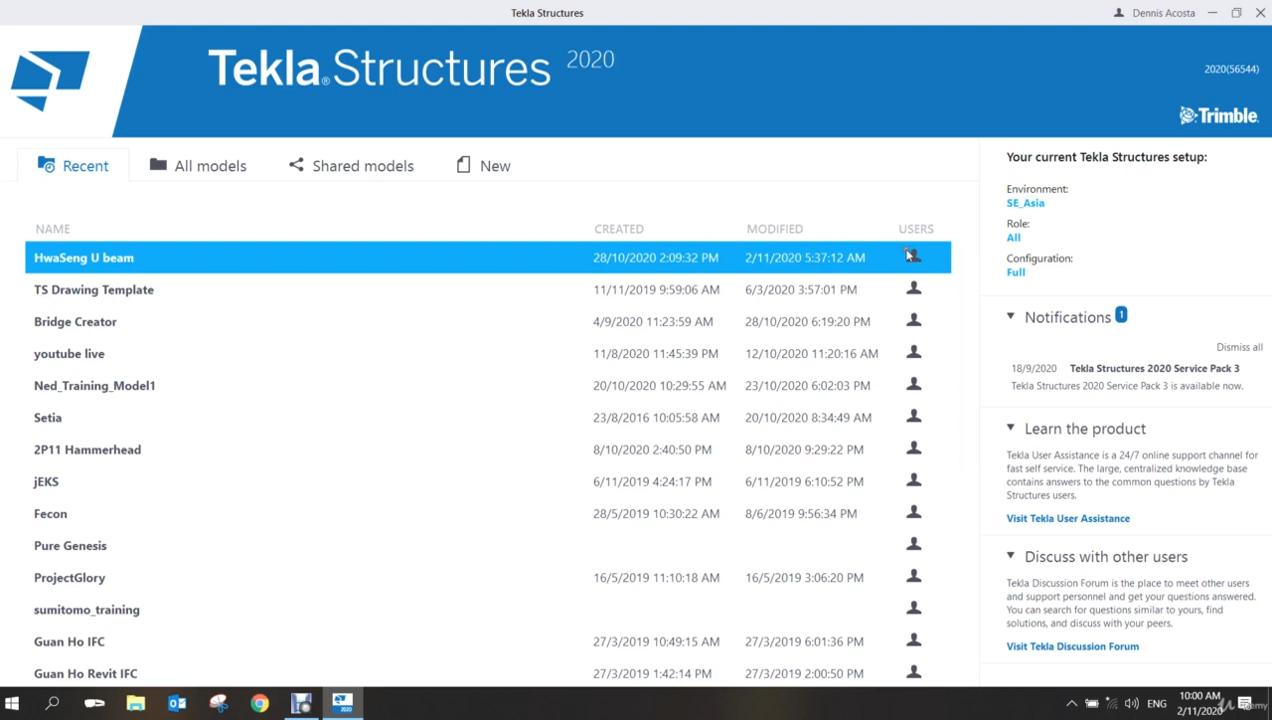 Tekla Structures
Dennis Acosta
Tekla® Structures 2020
2020(56544)
Trimble
Recent
All models
Shared models
New
Your current Tekla Structures setup:
Environment:
SE_Asia
Role:
All
Configuration:
Full
NAME CREATED MODIFIED USERS
HwaSeng U beam 28/10/2020 2:09:32 PM 2/11/2020 5:37:12 AM
TS Drawing Template 11/11/2019 9:59:06 AM 6/3/2020 3:57:01 PM
Bridge Creator 4/9/2020 11:23:59 AM 28/10/2020 6:19:20 PM
youtube live 11/8/2020 11:45:39 PM 12/10/2020 11:20:16 AM
Ned_Training_Model1 20/10/2020 10:29:55 AM 23/10/2020 6:02:03 PM
Setia 23/8/2016 10:05:58 AM 20/10/2020 8:34:49 AM
2P11 Hammerhead 8/10/2020 2:40:50 PM 8/10/2020 9:29:22 PM
jEKS 6/11/2019 4:24:17 PM 6/11/2019 6:10:52 PM
Fecon 28/5/2019 10:30:22 AM 8/6/2019 9:56:34 PM
Pure Genesis
ProjectGlory 16/5/2019 11:10:18 AM 16/5/2019 3:06:20 PM
sumitomo_training
Guan Ho IFC 27/3/2019 10:49:15 AM 27/3/2019 6:01:36 PM
Guan Ho Revit IFC 27/3/2019 1:42:14 PM 27/3/2019 2:00:50 PM
Notifications 1
Dismiss all
18/9/2020 Tekla Structures 2020 Service Pack 3
Tekla Structures 2020 Service Pack 3 is available now.
Learn the product
Tekla User Assistance is a 24/7 online support channel for
fast self service. The large, centralized knowledge base
contains answers to the common questions by Tekla
Structures users.
Visit Tekla User Assistance
Discuss with other users
Tekla Discussion Forum is the place to meet other users
and support personnel and get your questions answered.
You can search for questions similar to yours, find
solutions, and discuss with your peers.
Visit Tekla Discussion Forum
2020
ENG
10:00 AM
2/11/2020